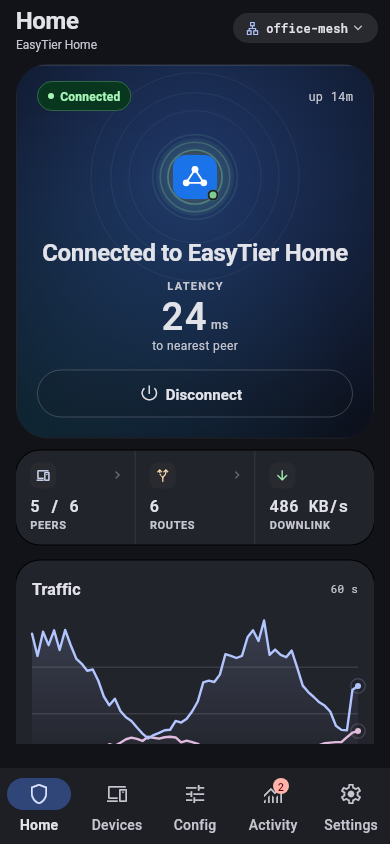 Home
EasyTier Home
office-mesh
Connected
up 14m
Connected to EasyTier Home
LATENCY
24 ms
to nearest peer
Disconnect
5 / 6
PEERS
6
ROUTES
486 KB/s
DOWNLINK
Traffic
60 s
2
Home
Devices
Config
Activity
Settings